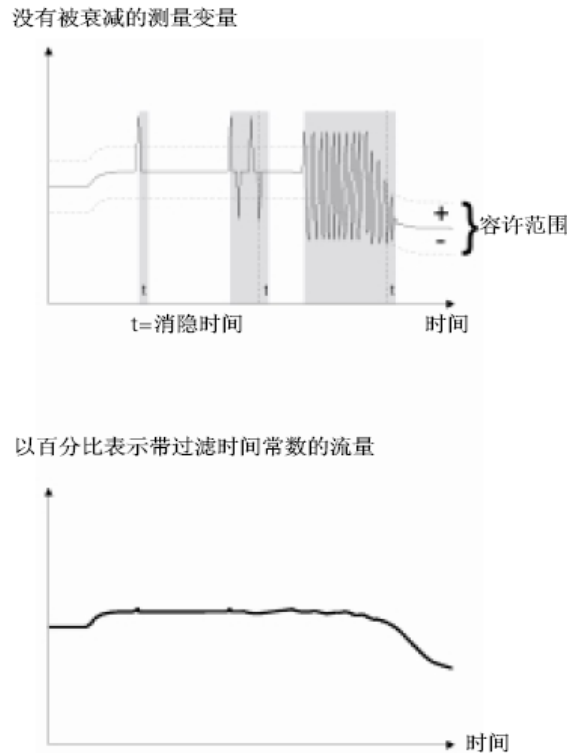 没有被衰减的测量变量
+
-
容许范围
t
t
t
t=消隐时间
时间
以百分比表示带过滤时间常数的流量
时间